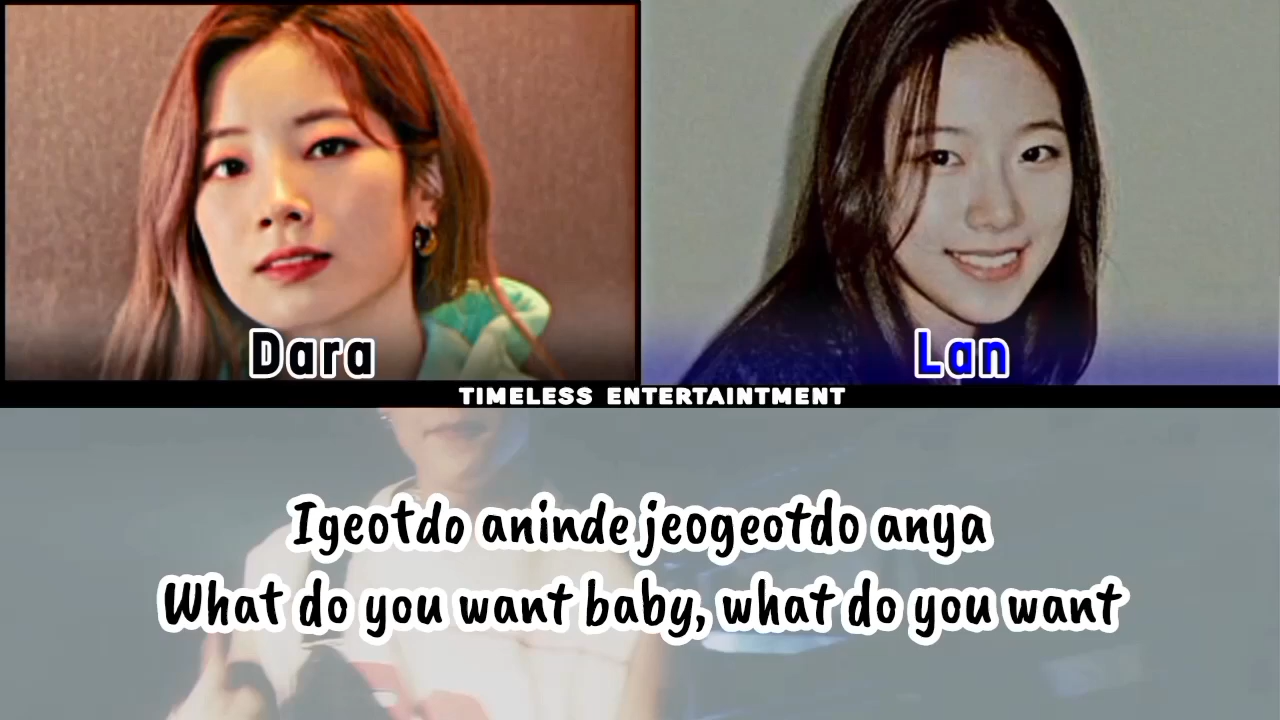 Dara
Lan
TIMELESS ENTERTAINTMENT
Igeotdo aninde jeogeotdo anya
What do you want baby, what do you want